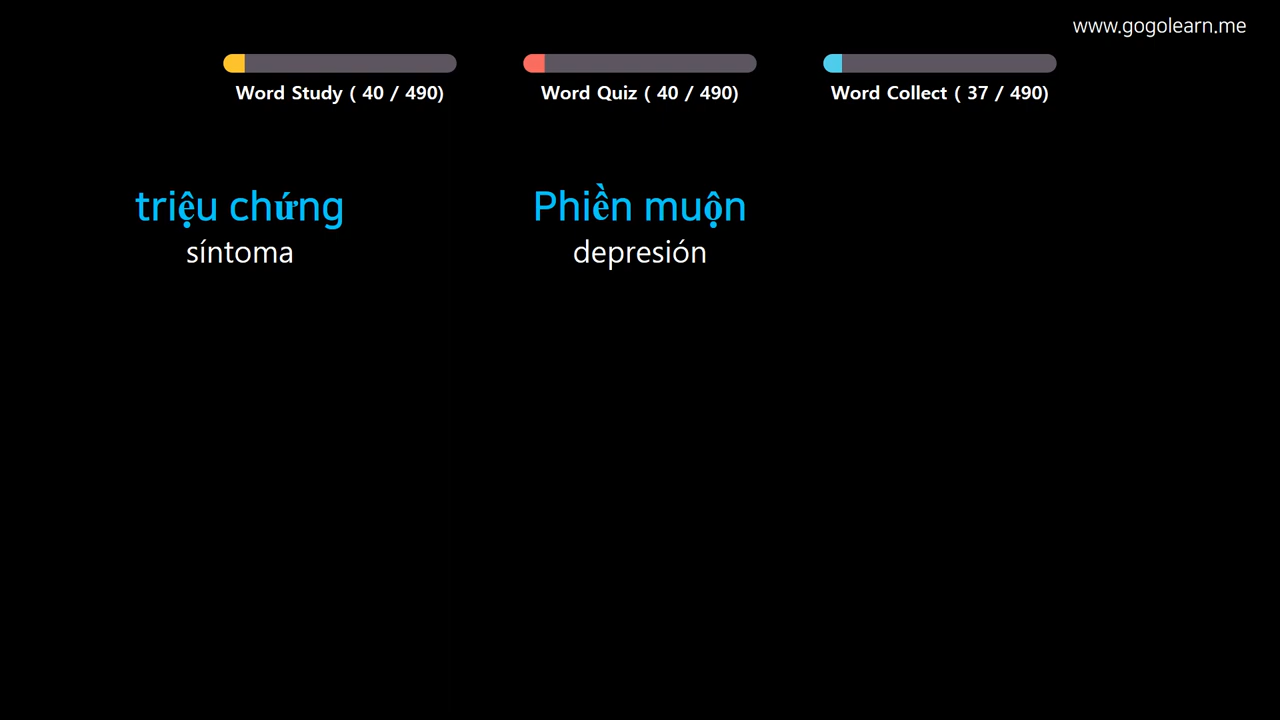 www.gogolearn.me
Word Study ( 40 / 490)
Word Quiz ( 40 / 490)
Word Collect ( 37 / 490)
triệu chứng
síntoma
Phiền muộn
depresión